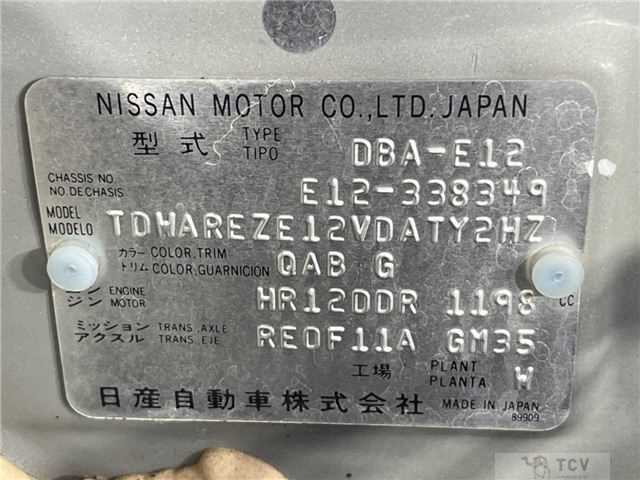 NISSAN MOTOR CO.,LTD.JAPAN
型式 TYPE TIPO DBA-E12
CHASSIS NO. NO.DE CHASIS E12-338349
MODEL MODELO TDWAREZE12VDATY2HZ
カラー COLOR,TRIM
トリム COLOR,GUARNICION QAB G
ジン ENGINE MOTOR HR12DDR 1198 CC
ミッション TRANS.AXLE
アクスル TRANS.EJE RE0F11A GM35
工場 PLANT PLANTA W
日産自動車株式会社 MADE IN JAPAN
89909
TCV